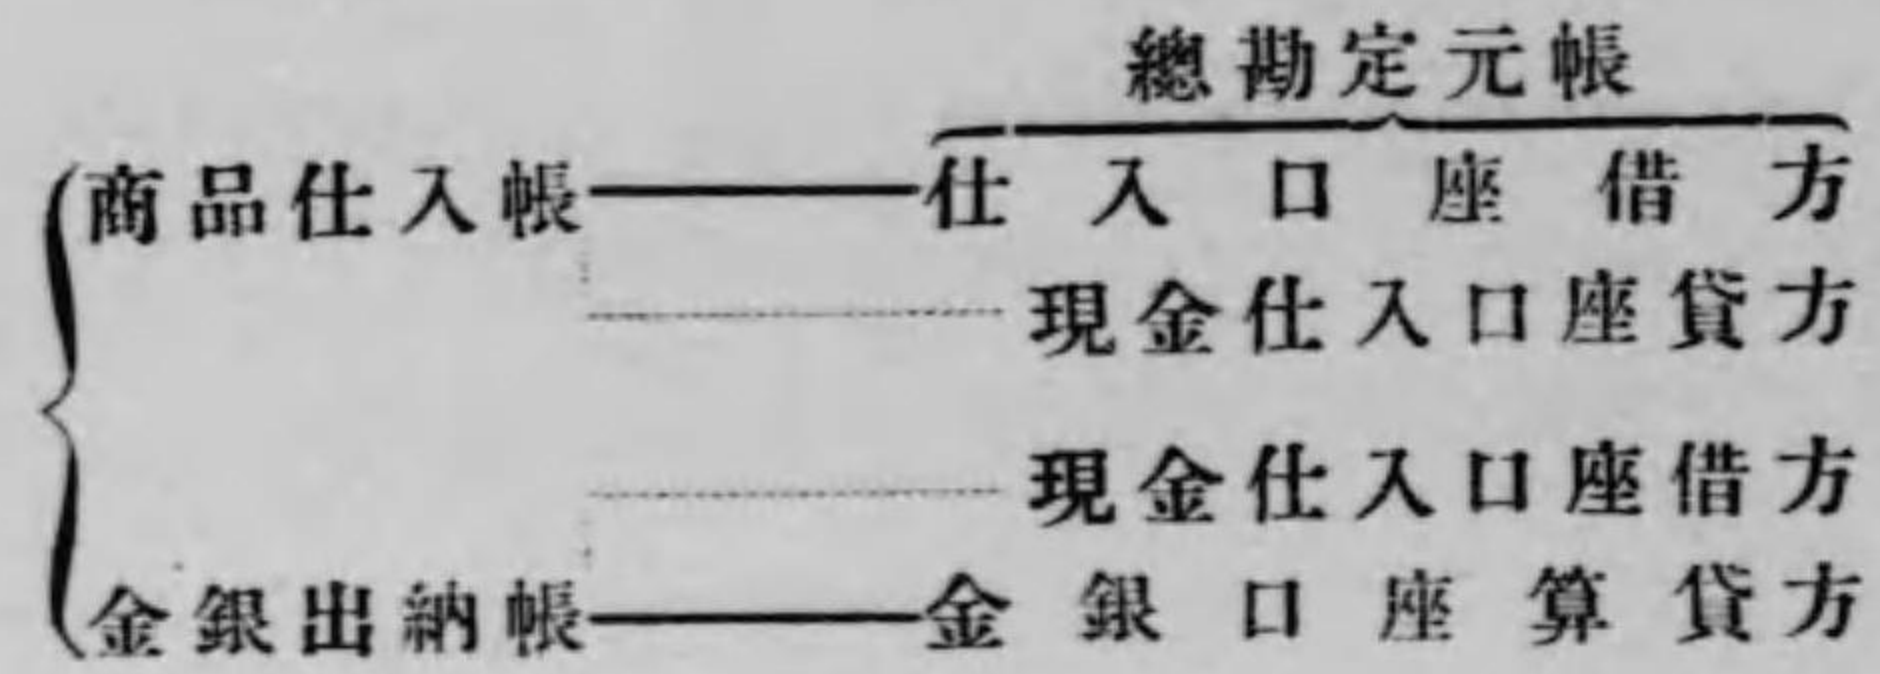 總勘定元帳
商品仕入帳 仕入口座借方
現金仕入口座貸方
現金仕入口座借方
金銀出納帳 金銀口座算貸方